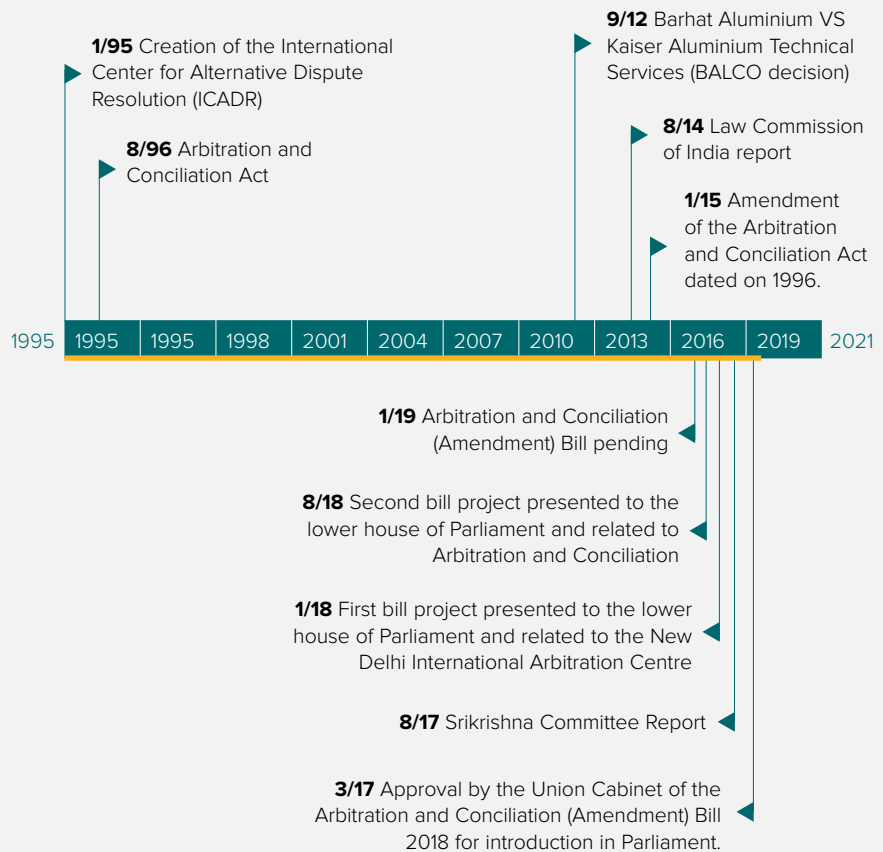 1/95 Creation of the International
Center for Alternative Dispute
Resolution (ICADR)
8/96 Arbitration and
Conciliation Act
9/12 Barhat Aluminium VS
Kaiser Aluminium Technical
Services (BALCO decision)
8/14 Law Commission
of India report
1/15 Amendment
of the Arbitration
and Conciliation Act
dated on 1996.
1995 1995 1995 1998 2001 2004 2007 2010 2013 2016 2019 2021
1/19 Arbitration and Conciliation
(Amendment) Bill pending
8/18 Second bill project presented to the
lower house of Parliament and related to
Arbitration and Conciliation
1/18 First bill project presented to the lower
house of Parliament and related to the New
Delhi International Arbitration Centre
8/17 Srikrishna Committee Report
3/17 Approval by the Union Cabinet of the
Arbitration and Conciliation (Amendment) Bill
2018 for introduction in Parliament.